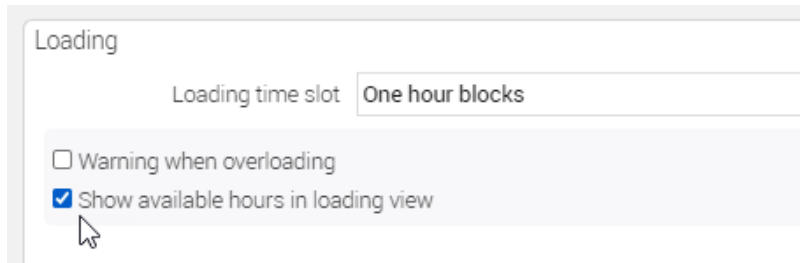 Loading
Loading time slot One hour blocks
Warning when overloading
Show available hours in loading view